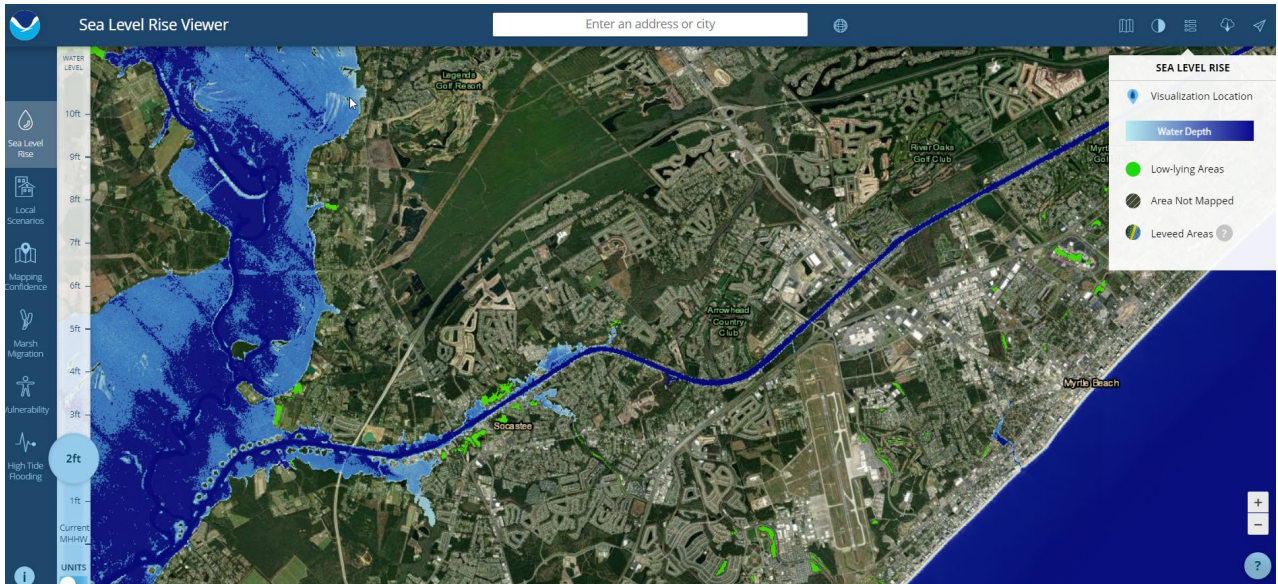 Sea Level Rise Viewer
Enter an address or city
WATER
LEVEL
10ft
9ft
8ft
7ft
6ft
5ft
4ft
3ft
2ft
1ft
Current
MHHW
UNITS
Sea Level
Rise
Local
Scenarios
Mapping
Confidence
Marsh
Migration
Vulnerability
High Tide
Flooding
i
Legends
Golf Resort
River Oaks
Golf Club
Arrowhead
Country
Club
Socastee
Myrtle Beach
SEA LEVEL RISE
Visualization Location
Water Depth
Low-lying Areas
Area Not Mapped
Leveed Areas ?
+
−
?